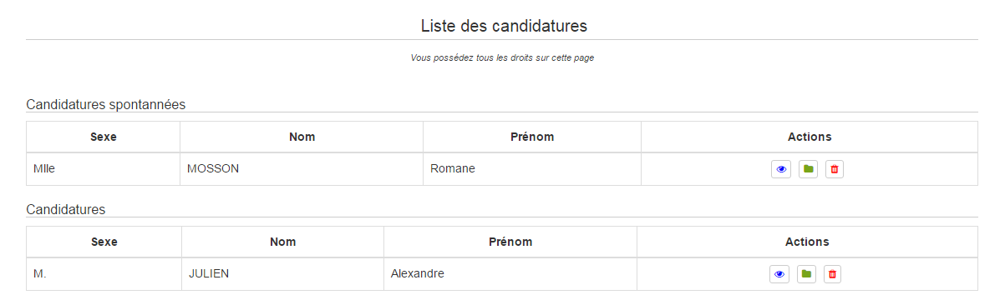 Liste des candidatures
Vous possédez tous les droits sur cette page
Candidatures spontannées
Sexe Nom Prénom Actions
Mlle MOSSON Romane
Candidatures
Sexe Nom Prénom Actions
M. JULIEN Alexandre